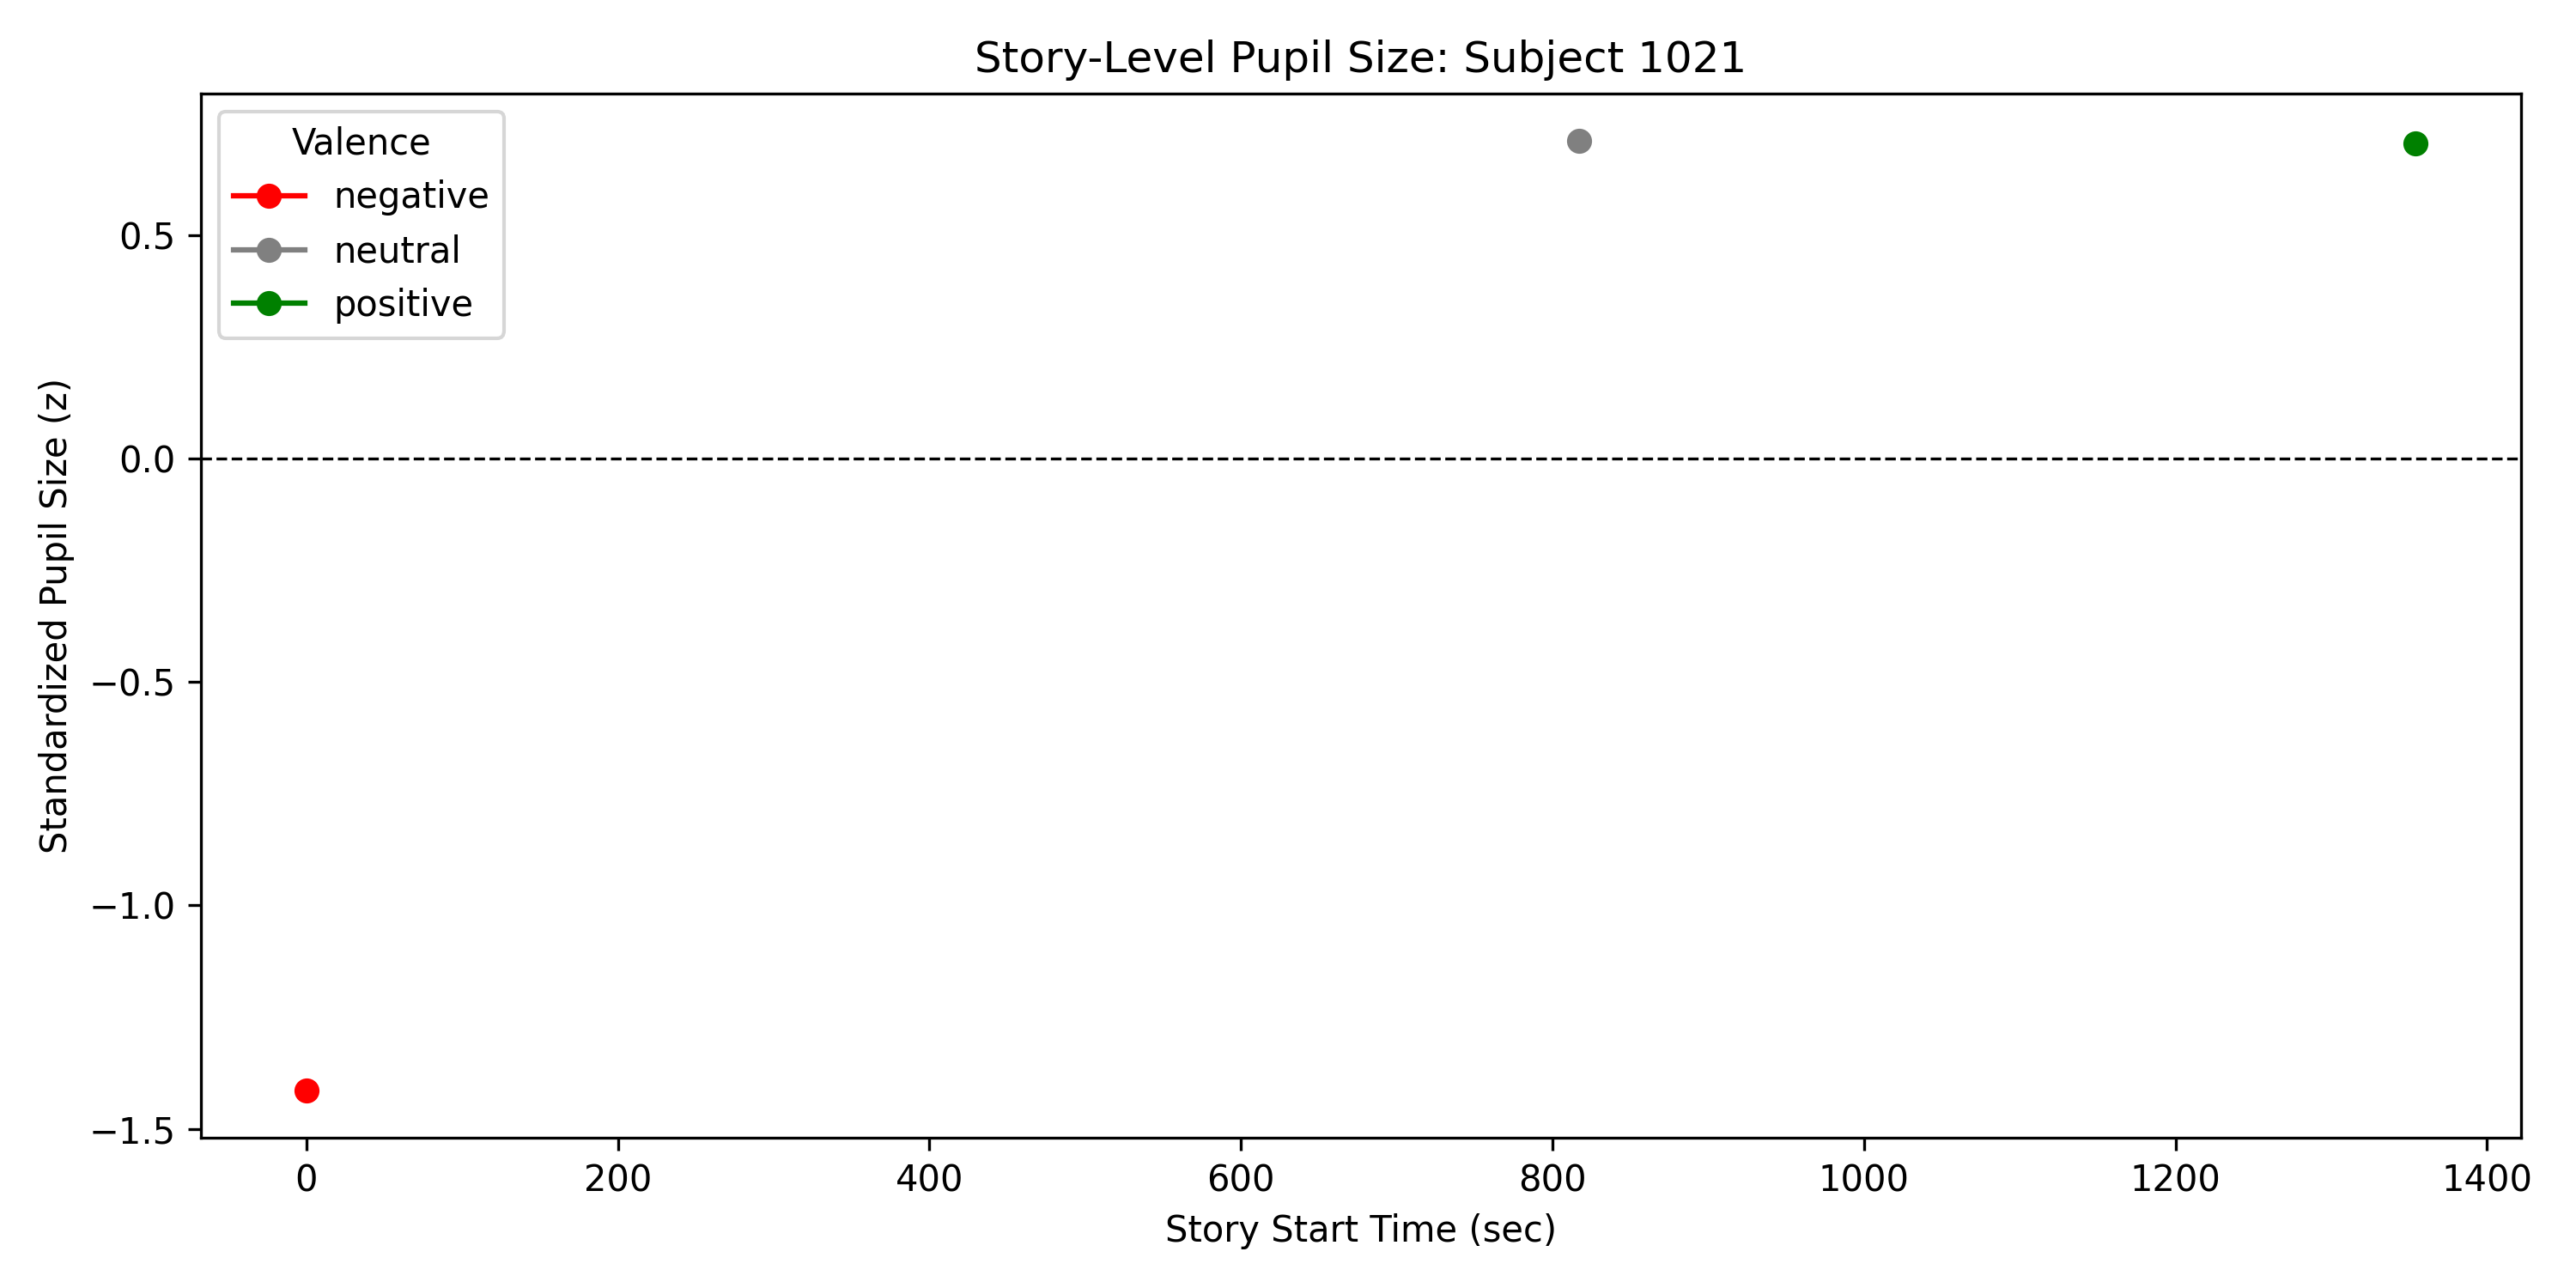 Story-Level Pupil Size: Subject 1021
Valence
negative
neutral
positive
Standardized Pupil Size (z)
0.5
0.0
−0.5
−1.0
−1.5
0 200 400 600 800 1000 1200 1400
Story Start Time (sec)